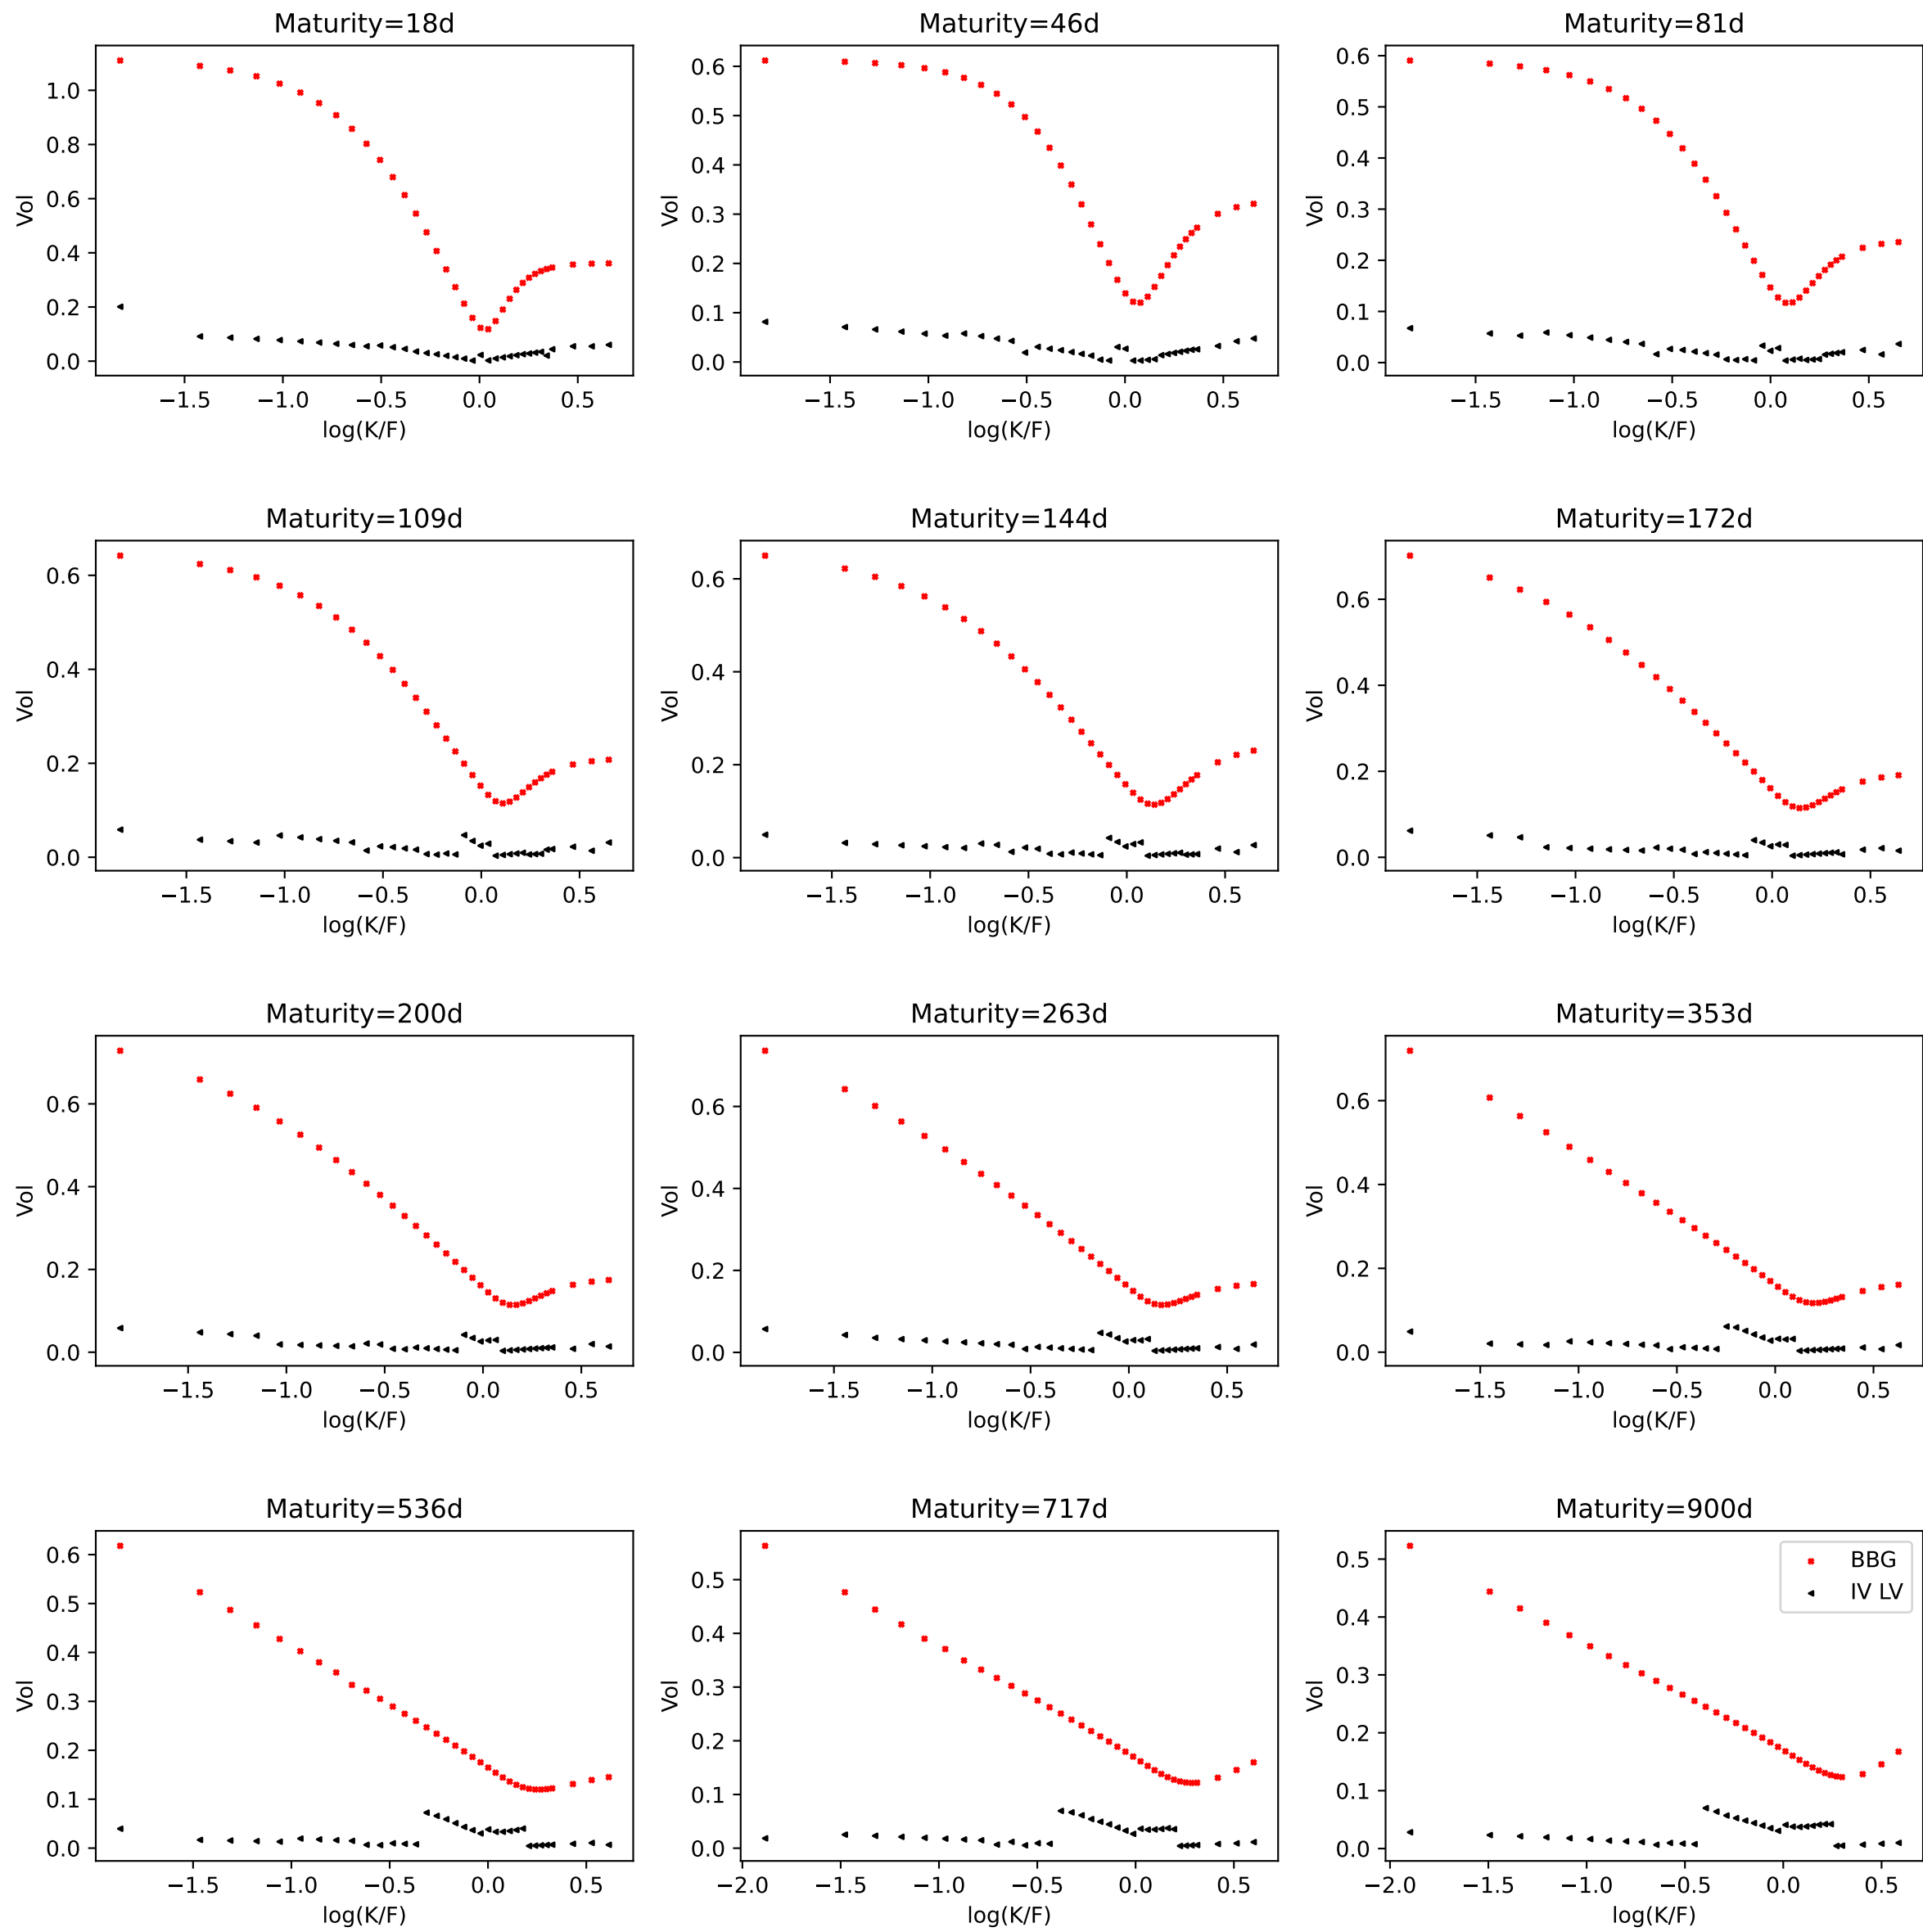 Maturity=18d
Maturity=46d
Maturity=81d
Vol
1.0
0.8
0.6
0.4
0.2
0.0
−1.5 −1.0 −0.5 0.0 0.5
log(K/F)
Vol
0.6
0.5
0.4
0.3
0.2
0.1
0.0
−1.5 −1.0 −0.5 0.0 0.5
log(K/F)
Vol
0.6
0.5
0.4
0.3
0.2
0.1
0.0
−1.5 −1.0 −0.5 0.0 0.5
log(K/F)
Maturity=109d
Maturity=144d
Maturity=172d
Vol
0.6
0.4
0.2
0.0
−1.5 −1.0 −0.5 0.0 0.5
log(K/F)
Vol
0.6
0.4
0.2
0.0
−1.5 −1.0 −0.5 0.0 0.5
log(K/F)
Vol
0.6
0.4
0.2
0.0
−1.5 −1.0 −0.5 0.0 0.5
log(K/F)
Maturity=200d
Maturity=263d
Maturity=353d
Vol
0.6
0.4
0.2
0.0
−1.5 −1.0 −0.5 0.0 0.5
log(K/F)
Vol
0.6
0.4
0.2
0.0
−1.5 −1.0 −0.5 0.0 0.5
log(K/F)
Vol
0.6
0.4
0.2
0.0
−1.5 −1.0 −0.5 0.0 0.5
log(K/F)
Maturity=536d
Maturity=717d
Maturity=900d
Vol
0.6
0.5
0.4
0.3
0.2
0.1
0.0
−1.5 −1.0 −0.5 0.0 0.5
log(K/F)
Vol
0.5
0.4
0.3
0.2
0.1
0.0
−2.0 −1.5 −1.0 −0.5 0.0 0.5
log(K/F)
Vol
0.5
0.4
0.3
0.2
0.1
0.0
−2.0 −1.5 −1.0 −0.5 0.0 0.5
log(K/F)
BBG
IV LV